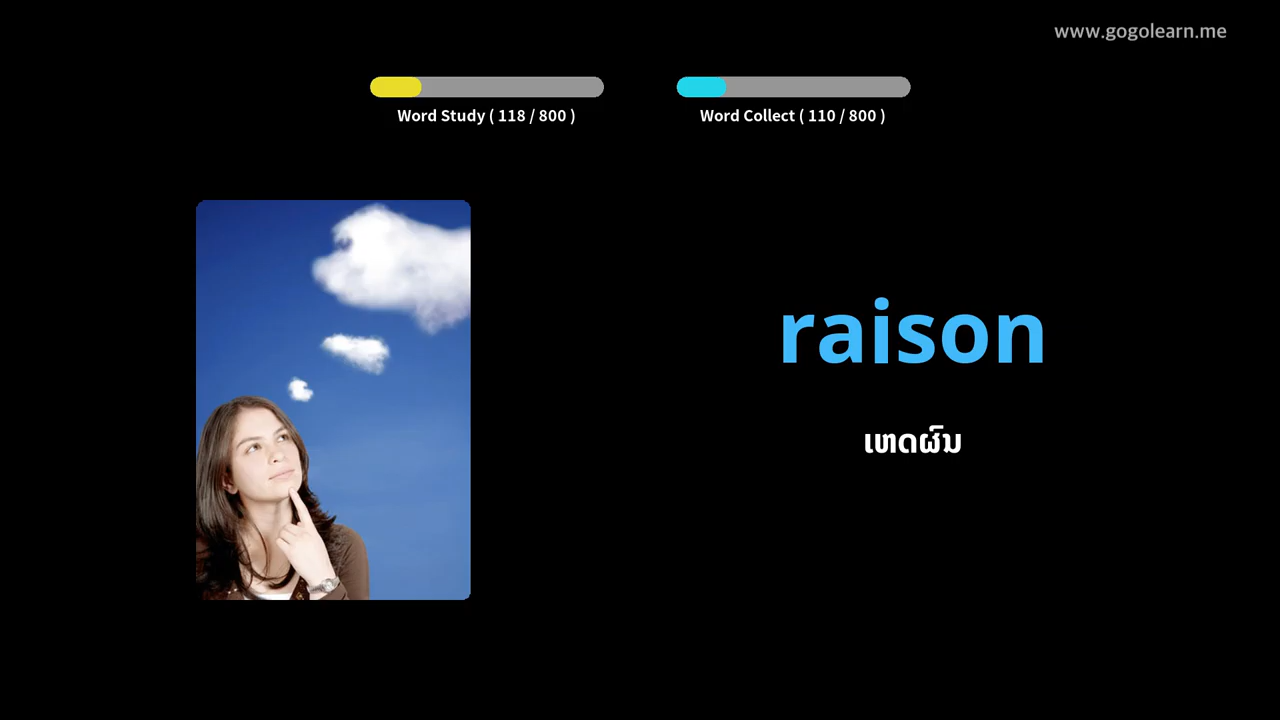 www.gogolearn.me
Word Study ( 118 / 800 )
Word Collect ( 110 / 800 )
raison
ເຫດຜົນ